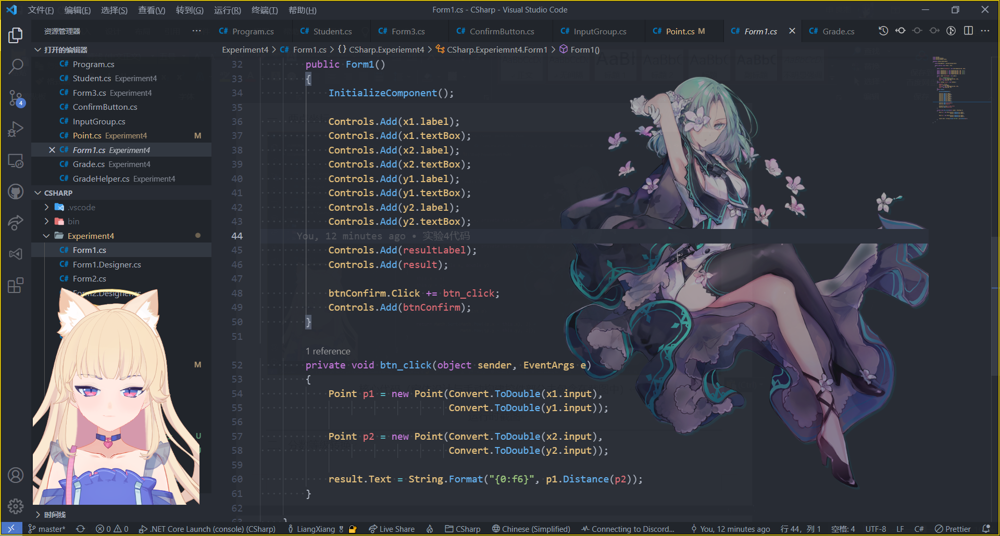 文件(F) 编辑(E) 选择(S) 查看(V) 转到(G) 运行(R) 终端(T) 帮助(H)
Form1.cs - CSharp - Visual Studio Code
资源管理器
C# Program.cs
C# Student.cs
C# Form3.cs
C# ConfirmButton.cs
C# InputGroup.cs
C# Point.cs M
C# Form1.cs
C# Grade.cs
打开的编辑器
C# Program.cs
C# Student.cs Experiment4
C# Form3.cs Experiment4
C# ConfirmButton.cs
C# InputGroup.cs
C# Point.cs Experiment4 M
C# Form1.cs Experiment4
C# Grade.cs Experiment4
C# GradeHelper.cs Experiment4
4
CSHARP
.vscode
bin
Experiment4
C# Form1.cs
C# Form1.Designer.cs
C# Form2.cs
Form2.Designer.cs
M
U
时间线
Experiment4 > C# Form1.cs > {} CSharp.Experiemnt4 > CSharp.Experiemnt4.Form1 > Form1()
32 public Form1()
33 {
34 InitializeComponent();
35
36 Controls.Add(x1.label);
37 Controls.Add(x1.textBox);
38 Controls.Add(x2.label);
39 Controls.Add(x2.textBox);
40 Controls.Add(y1.label);
41 Controls.Add(y1.textBox);
42 Controls.Add(y2.label);
43 Controls.Add(y2.textBox);
44 You, 12 minutes ago • 实验4代码
45 Controls.Add(resultLabel);
46 Controls.Add(result);
47
48 btnConfirm.Click += btn_click;
49 Controls.Add(btnConfirm);
50 }
51
1 reference
52 private void btn_click(object sender, EventArgs e)
53 {
54 Point p1 = new Point(Convert.ToDouble(x1.input),
55 Convert.ToDouble(y1.input));
56
57 Point p2 = new Point(Convert.ToDouble(x2.input),
58 Convert.ToDouble(y2.input));
59
60 result.Text = String.Format("{0:f6}", p1.Distance(p2));
61 }
62
63 }
master* 0 0 .NET Core Launch (console) (CSharp) LiangXiang 8 Live Share CSharp Chinese (Simplified) Connecting to Discord... You, 12 minutes ago 行 44，列 1 空格: 4 UTF-8 LF C# Prettier